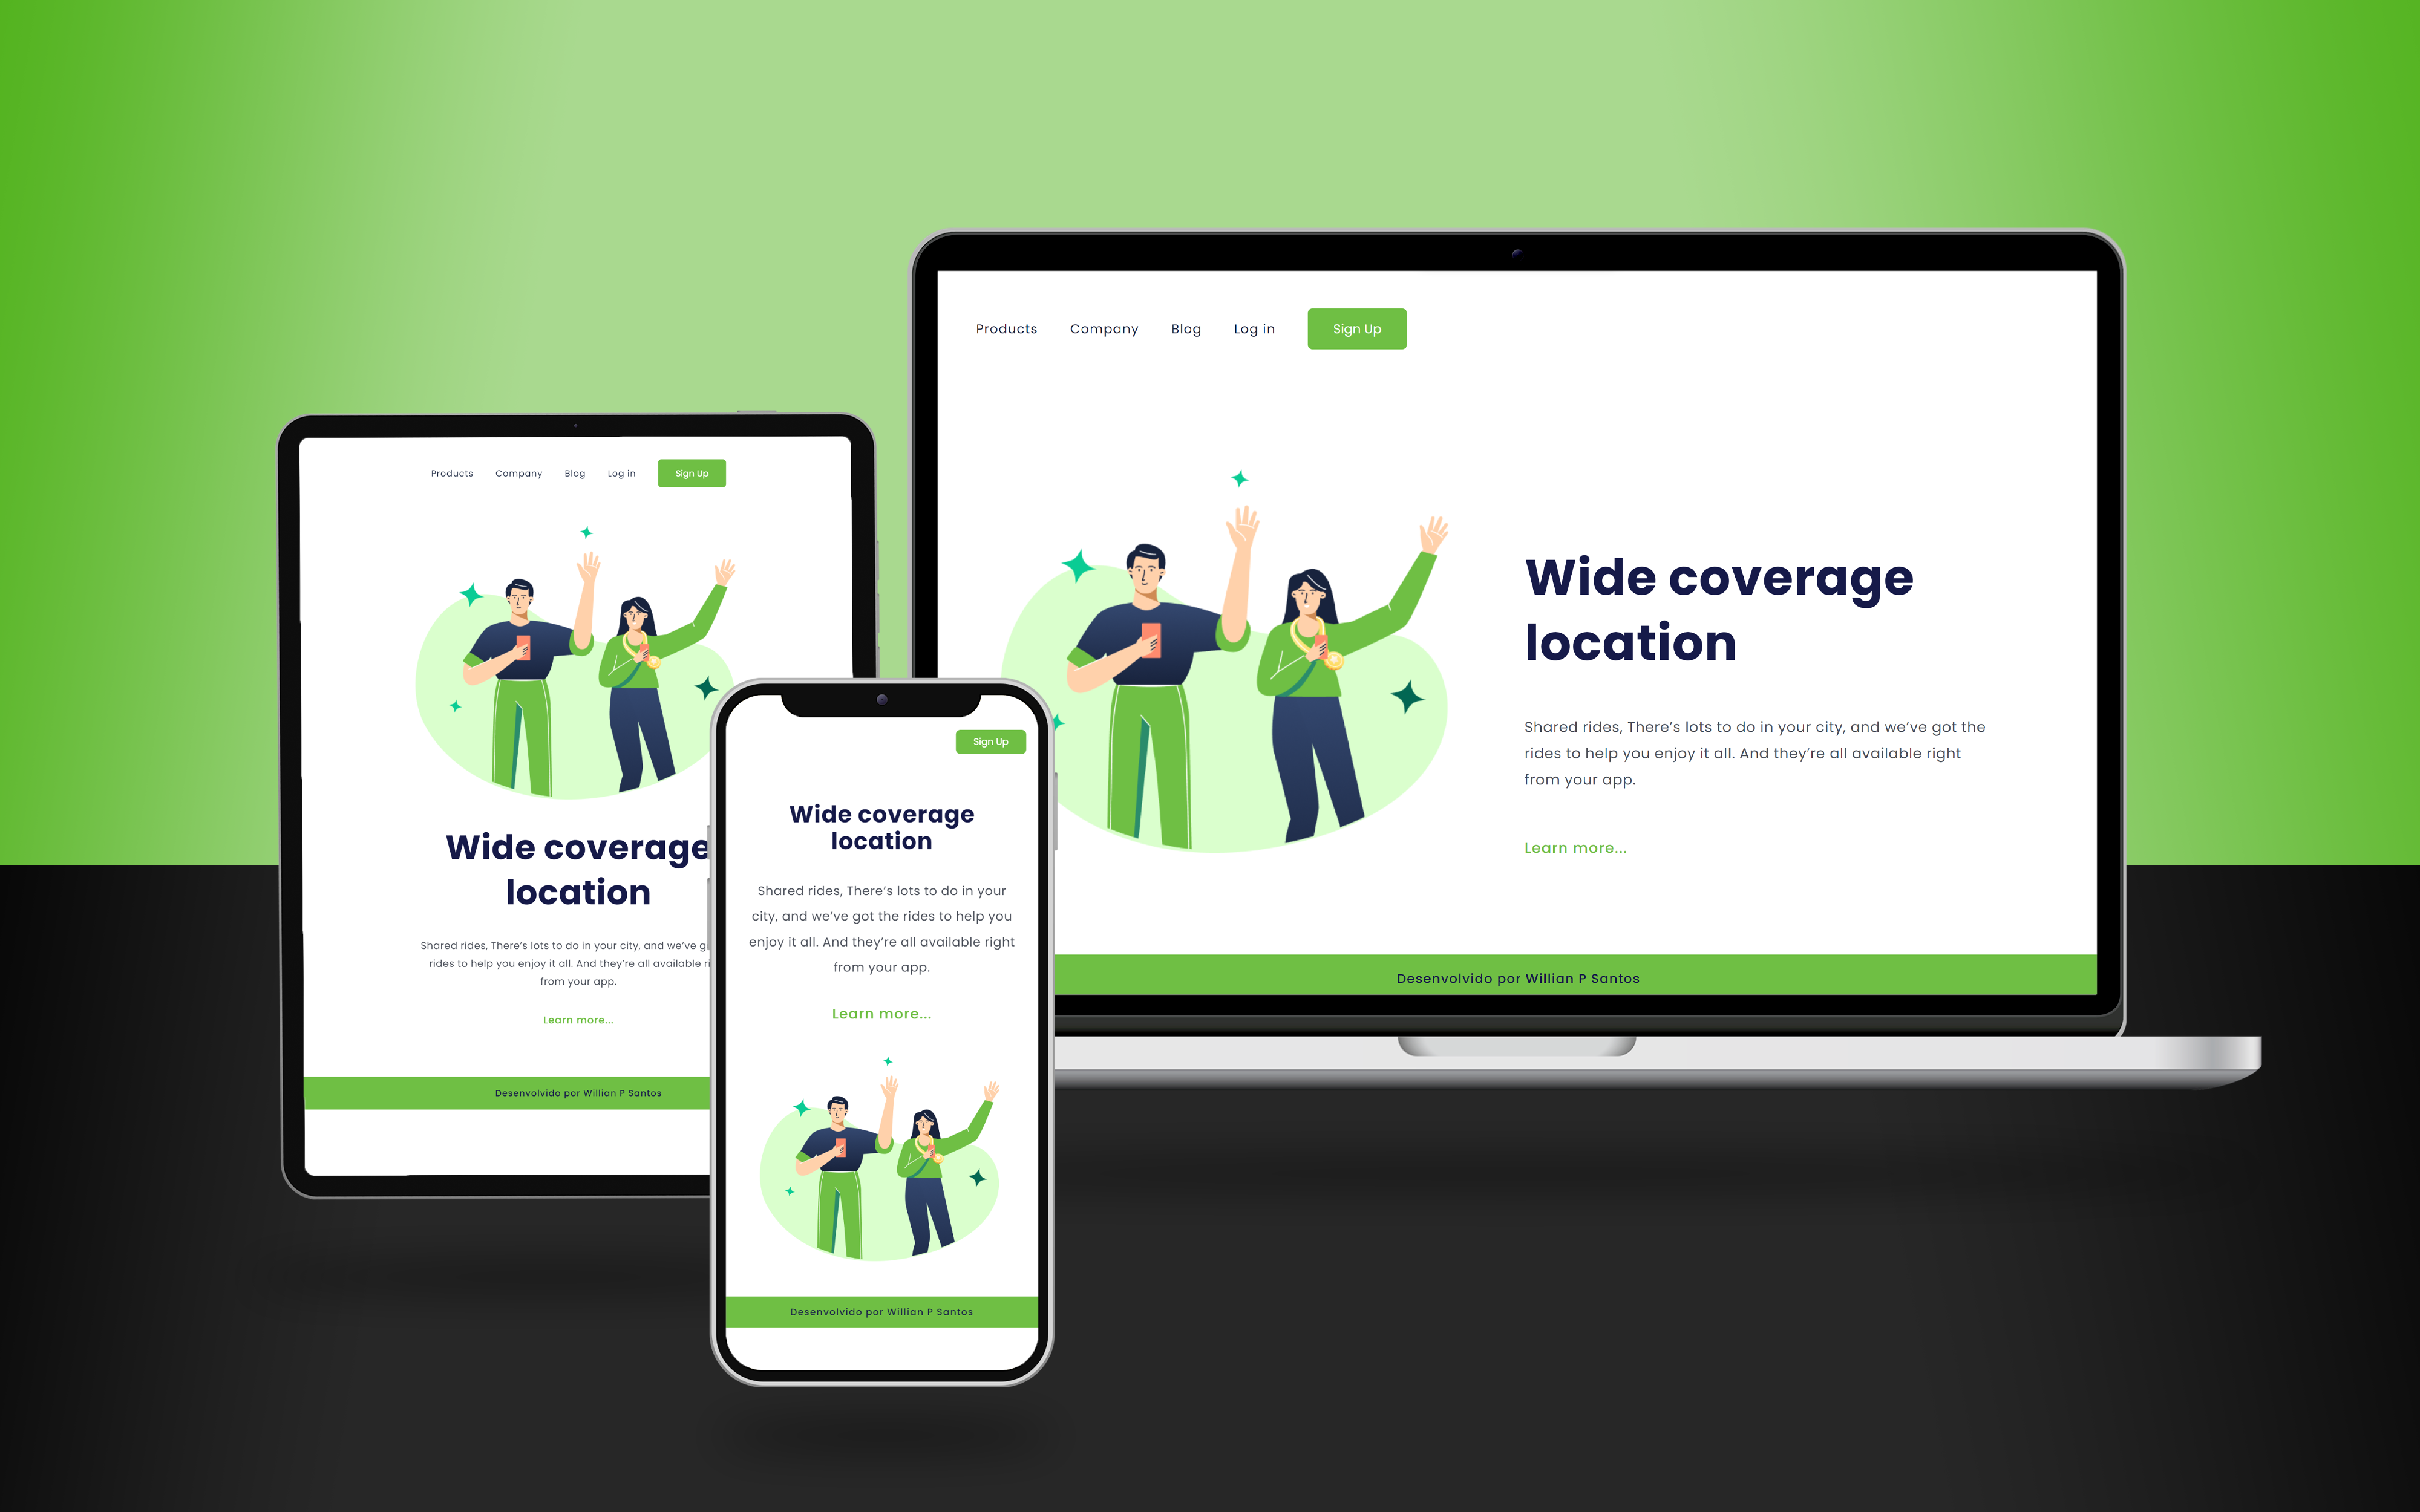 Products Company Blog Log in Sign Up
Wide coverage
location
Shared rides, There's lots to do in your city, and we've got the
rides to help you enjoy it all. And they're all available right
from your app.
Learn more...
Desenvolvido por Willian P Santos
Products Company Blog Log in Sign Up
Wide coverage
location
Shared rides, There's lots to do in your city, and we've
rides to help you enjoy it all. And they're all available
from your app.
Learn more...
Desenvolvido por Willian P Santos
Sign Up
Wide coverage
location
Shared rides, There's lots to do in your
city, and we've got the rides to help you
enjoy it all. And they're all available right
from your app.
Learn more...
Desenvolvido por Willian P Santos